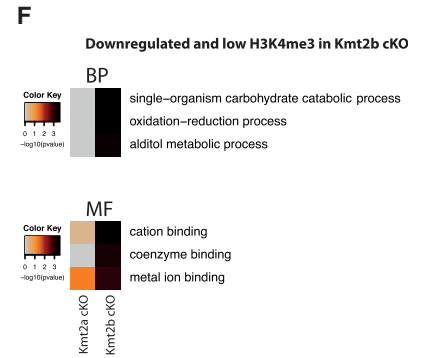 F
Downregulated and low H3K4me3 in Kmt2b cKO
BP
Color Key
0 1 2 3
−log10(pvalue)
single−organism carbohydrate catabolic process
oxidation−reduction process
alditol metabolic process
MF
Color Key
0 1 2 3
−log10(pvalue)
cation binding
coenzyme binding
metal ion binding
Kmt2a cKO
Kmt2b cKO